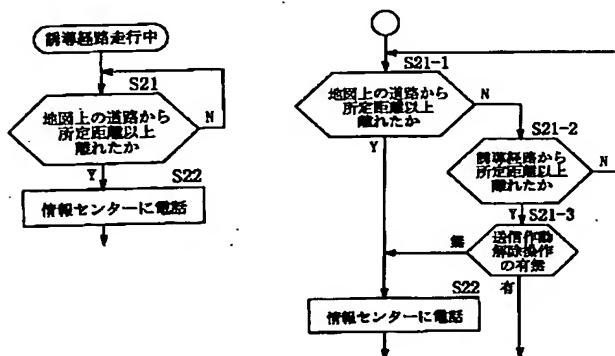 誘導経路走行中
S21
地図上の道路から
所定距離以上
離れたか
N
Y
S22
情報センターに電話
S21-1
地図上の道路から
所定距離以上
離れたか
N
Y
S21-2
誘導経路から
所定距離以上
離れたか
N
Y
S21-3
送信作動
解除操作
の有無
無
有
S22
情報センターに電話